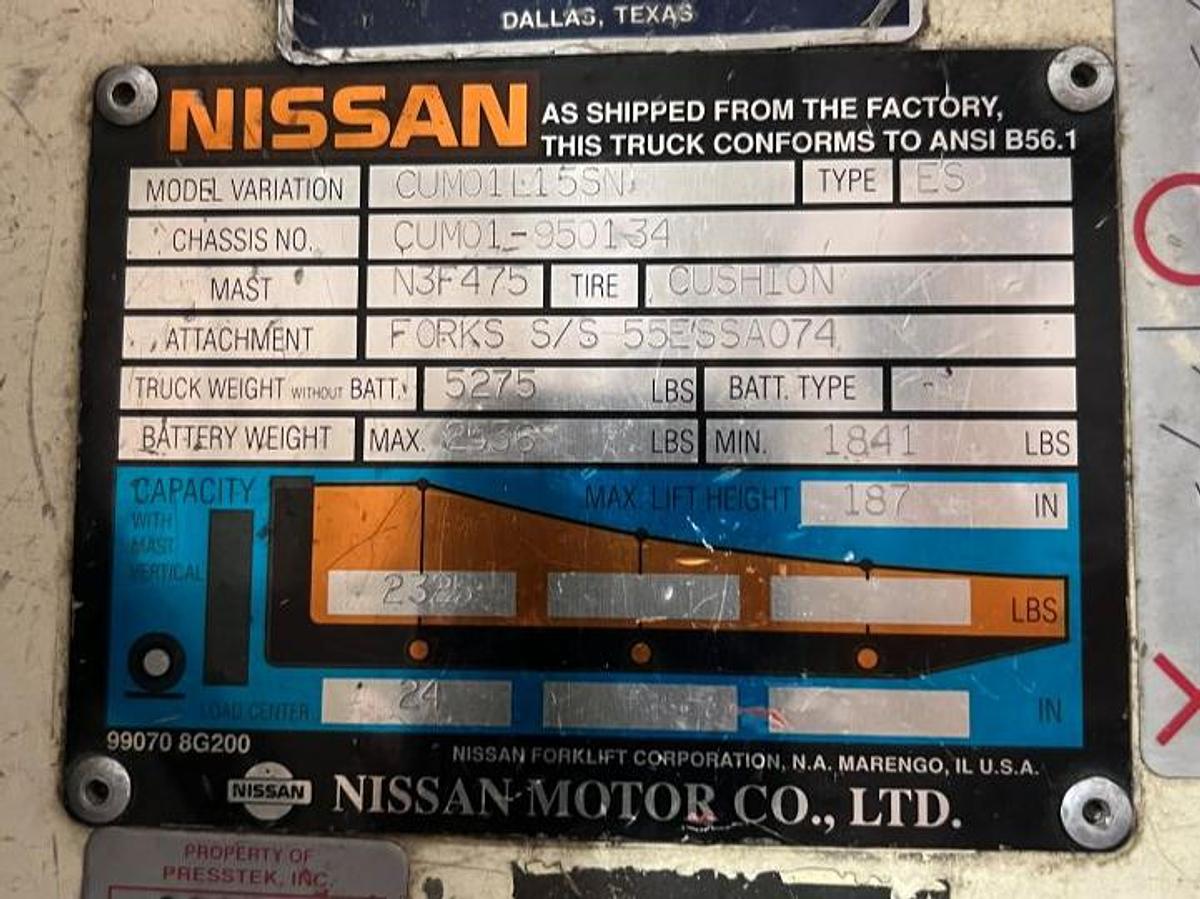 DALLAS, TEXAS
NISSAN AS SHIPPED FROM THE FACTORY,
THIS TRUCK CONFORMS TO ANSI B56.1
MODEL VARIATION CUM01L15SN TYPE ES
CHASSIS NO. CUM01-950134
MAST N3F475 TIRE CUSHION
ATTACHMENT FORKS S/S 55ESSA074
TRUCK WEIGHT WITHOUT BATT. 5275 LBS BATT. TYPE -
BATTERY WEIGHT MAX. LBS MIN. 1841 LBS
CAPACITY MAX. LIFT HEIGHT 187 IN
WITH
MAST
VERTICAL
LBS
24
LOAD CENTER IN
99070 8G200
NISSAN FORKLIFT CORPORATION, N.A. MARENGO, IL U.S.A.
NISSAN NISSAN MOTOR CO., LTD.
PROPERTY OF
PRESSTEK, INC.